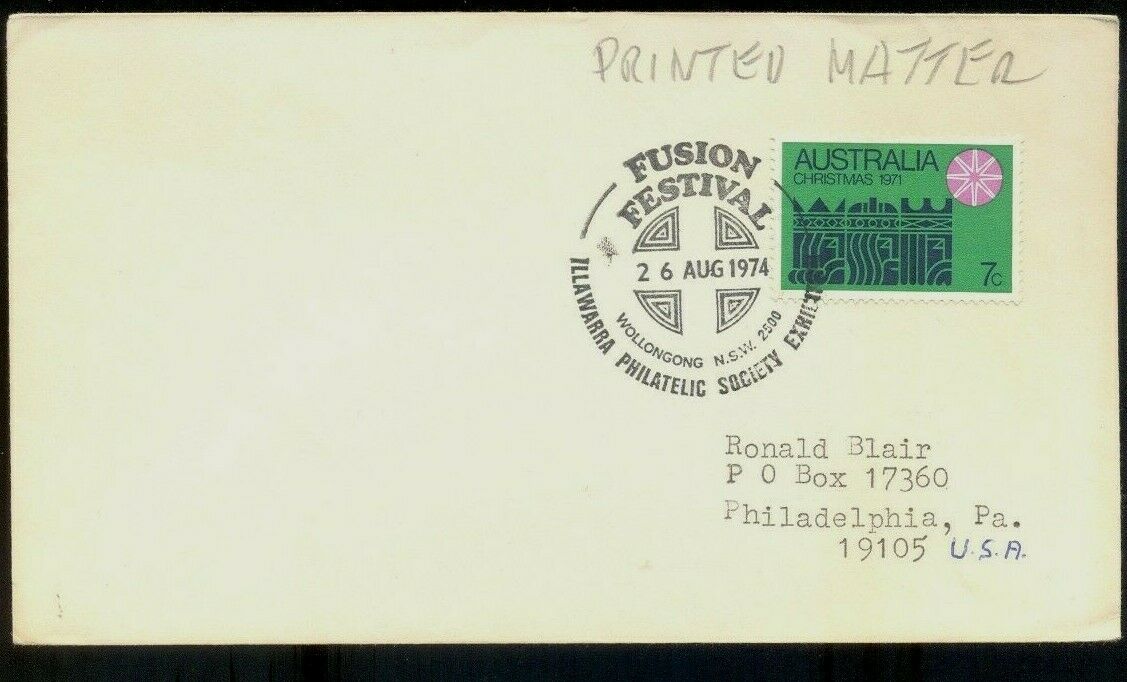 PRINTED MATTER
FUSION
FESTIVAL
26 AUG 1974
WOLLONGONG N.S.W. 2500
ILLAWARRA PHILATELIC SOCIETY
AUSTRALIA
CHRISTMAS 1971
7c
Ronald Blair
P O Box 17360
Philadelphia, Pa.
19105 U.S.A.